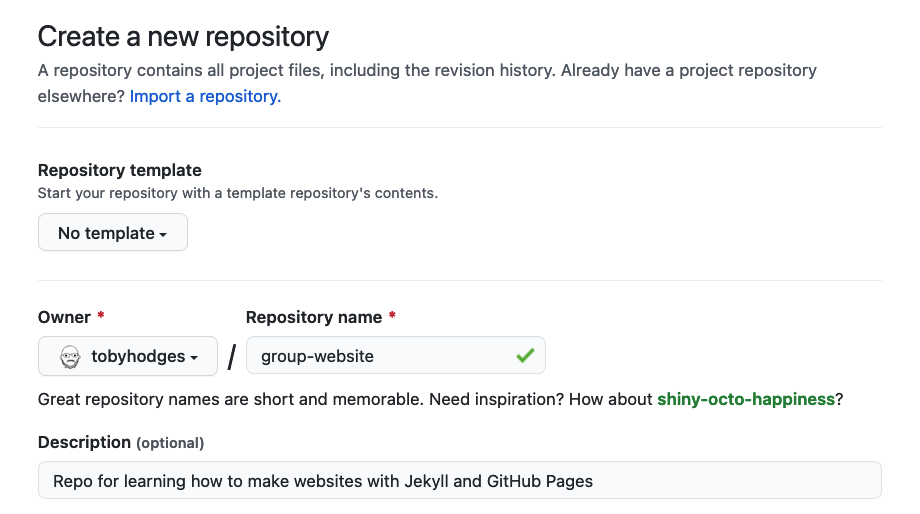 Create a new repository
A repository contains all project files, including the revision history. Already have a project repository
elsewhere? Import a repository.
Repository template
Start your repository with a template repository's contents.
No template
Owner * Repository name *
tobyhodges / group-website
Great repository names are short and memorable. Need inspiration? How about shiny-octo-happiness?
Description (optional)
Repo for learning how to make websites with Jekyll and GitHub Pages